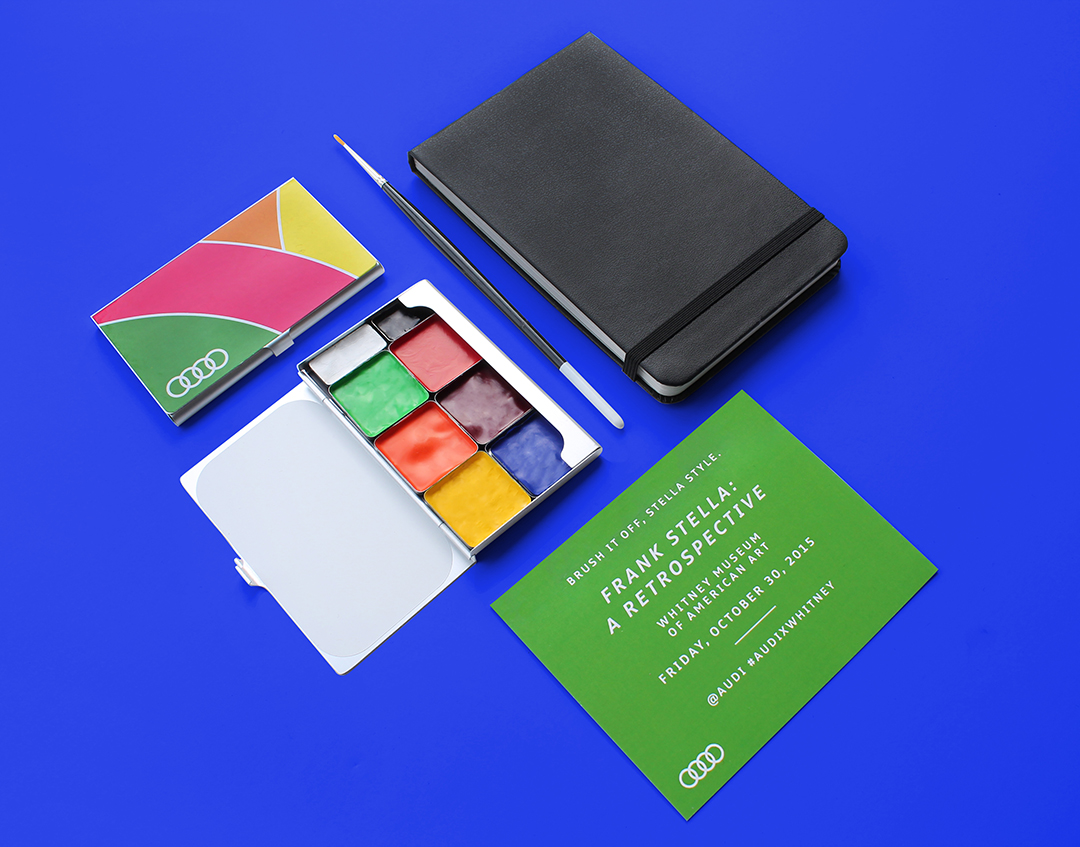 BRUSH IT OFF, STELLA STYLE.
FRANK STELLA:
A RETROSPECTIVE
WHITNEY MUSEUM
OF AMERICAN ART
FRIDAY, OCTOBER 30, 2015
@AUDI #AUDIXWHITNEY